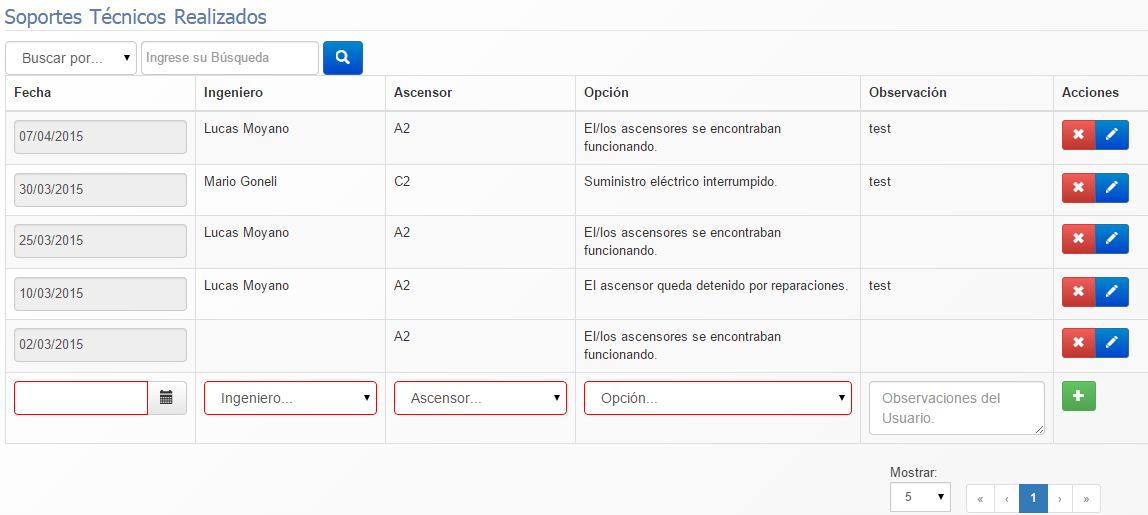 Soportes Técnicos Realizados
Buscar por... Ingrese su Búsqueda
Fecha Ingeniero Ascensor Opción Observación Acciones
07/04/2015 Lucas Moyano A2 El/los ascensores se encontraban test
funcionando.
30/03/2015 Mario Goneli C2 Suministro eléctrico interrumpido. test
25/03/2015 Lucas Moyano A2 El/los ascensores se encontraban
funcionando.
10/03/2015 Lucas Moyano A2 El ascensor queda detenido por reparaciones. test
02/03/2015 A2 El/los ascensores se encontraban
funcionando.
Ingeniero... Ascensor... Opción... Observaciones del
Usuario.
Mostrar:
5 « ‹ 1 › »